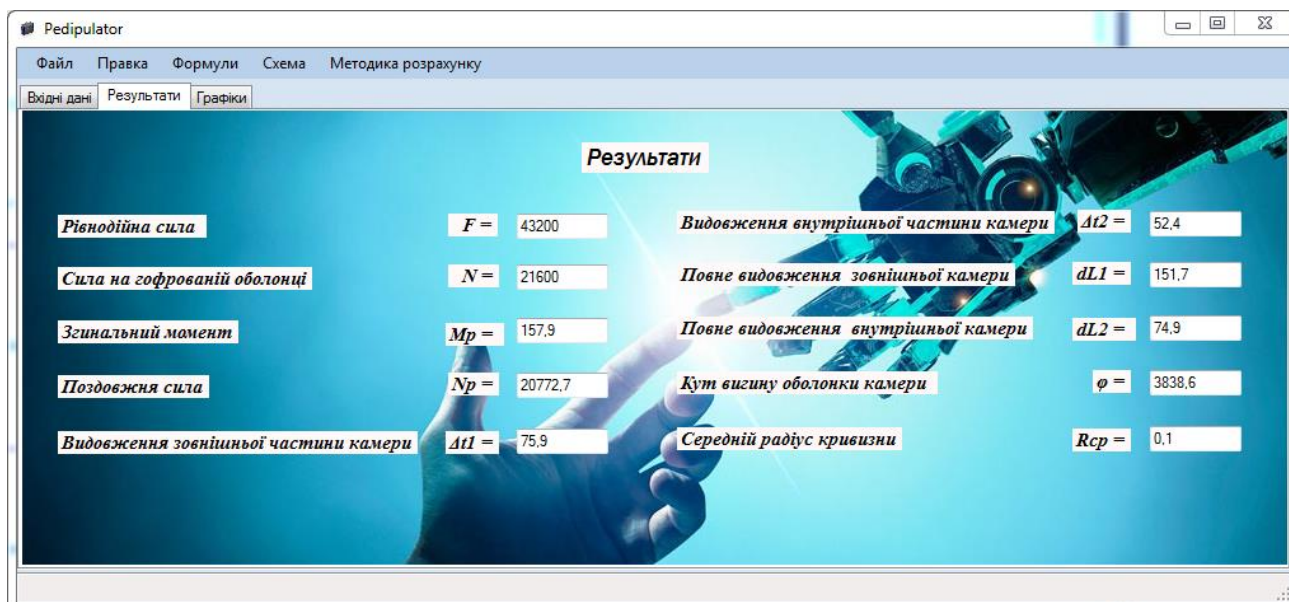 Pedipulator
Файл Правка Формули Схема Методика розрахунку
Вхідні дані Результати Графіки
Результати
Рівнодійна сила F = 43200
Сила на гофрованій оболонці N = 21600
Згинальний момент Mp = 157,9
Поздовжня сила Np = 20772,7
Видовження зовнішньої частини камери Δt1 = 75,9
Видовження внутрішньої частини камери Δt2 = 52,4
Повне видовження зовнішньої камери dL1 = 151,7
Повне видовження внутрішньої камери dL2 = 74,9
Кут вигину оболонки камери φ = 3838,6
Середній радіус кривизни Rcp = 0,1